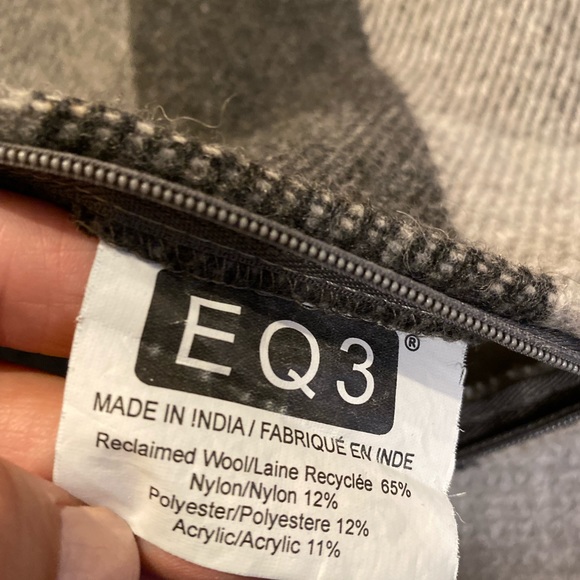 EQ3®
MADE IN INDIA / FABRIQUÉ EN INDE
Reclaimed Wool/Laine Recyclée 65%
Nylon/Nylon 12%
Polyester/Polyestere 12%
Acrylic/Acrylic 11%